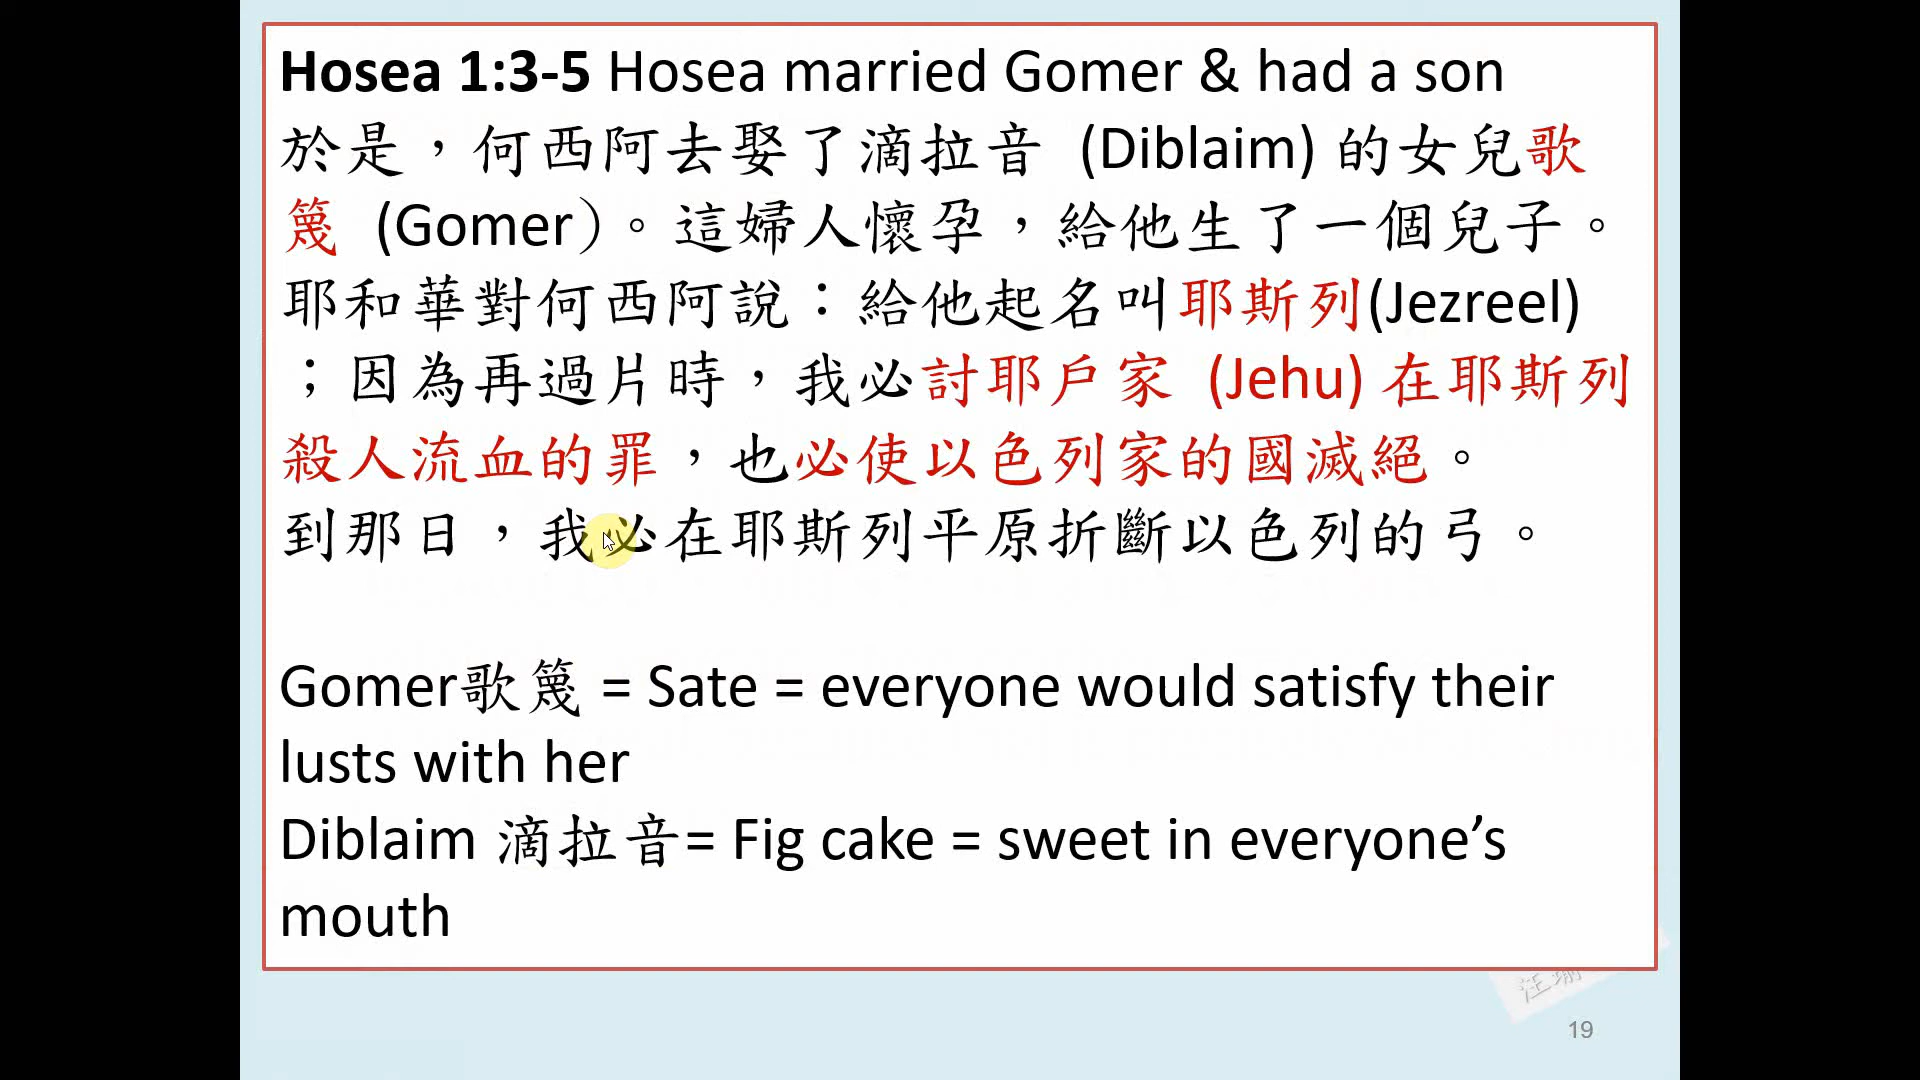 Hosea 1:3-5 Hosea married Gomer & had a son
於是，何西阿去娶了滴拉音 (Diblaim) 的女兒歌
篾 (Gomer)。這婦人懷孕，給他生了一個兒子。
耶和華對何西阿說：給他起名叫耶斯列(Jezreel)
；因為再過片時，我必討耶戶家 (Jehu) 在耶斯列
殺人流血的罪，也必使以色列家的國滅絕。
到那日，我必在耶斯列平原折斷以色列的弓。
Gomer歌篾 = Sate = everyone would satisfy their
lusts with her
Diblaim 滴拉音= Fig cake = sweet in everyone’s
mouth
19